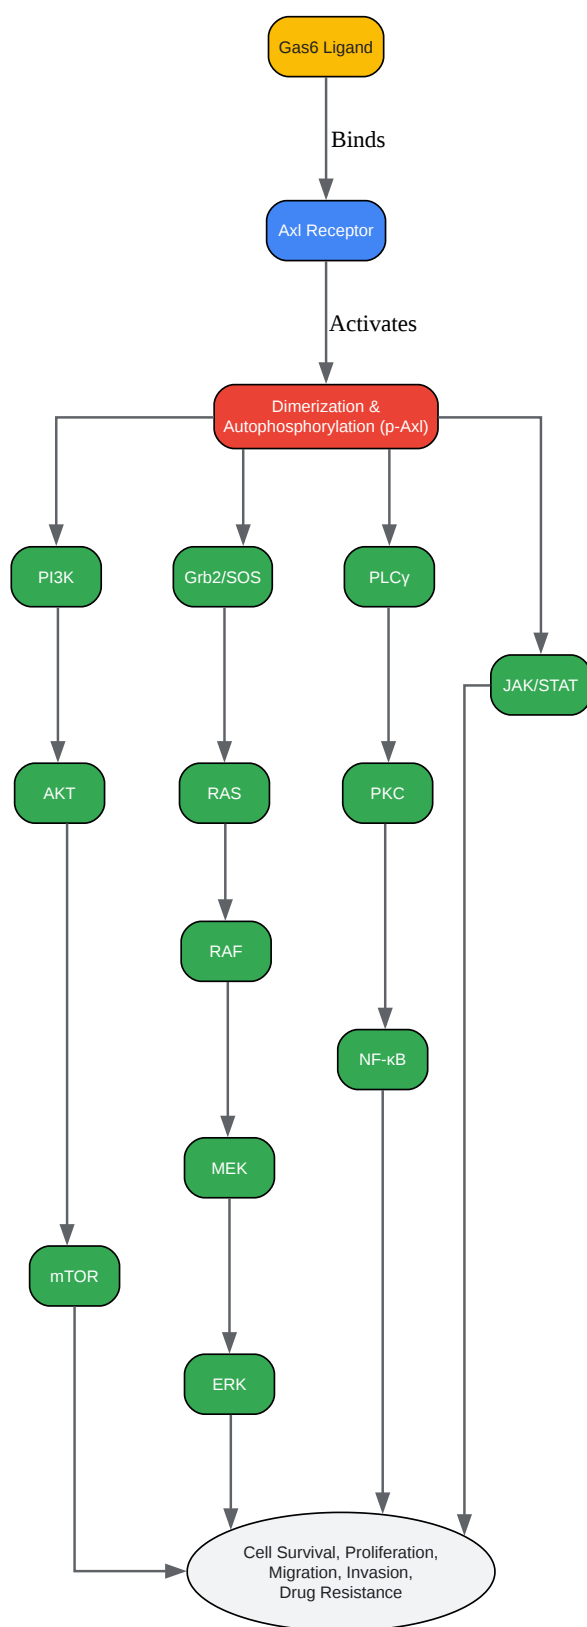 Gas6 Ligand
Binds
Axl Receptor
Activates
Dimerization &
Autophosphorylation (p-Axl)
PI3K
Grb2/SOS
PLCγ
JAK/STAT
AKT
RAS
PKC
RAF
NF-κB
MEK
mTOR
ERK
Cell Survival, Proliferation,
Migration, Invasion,
Drug Resistance